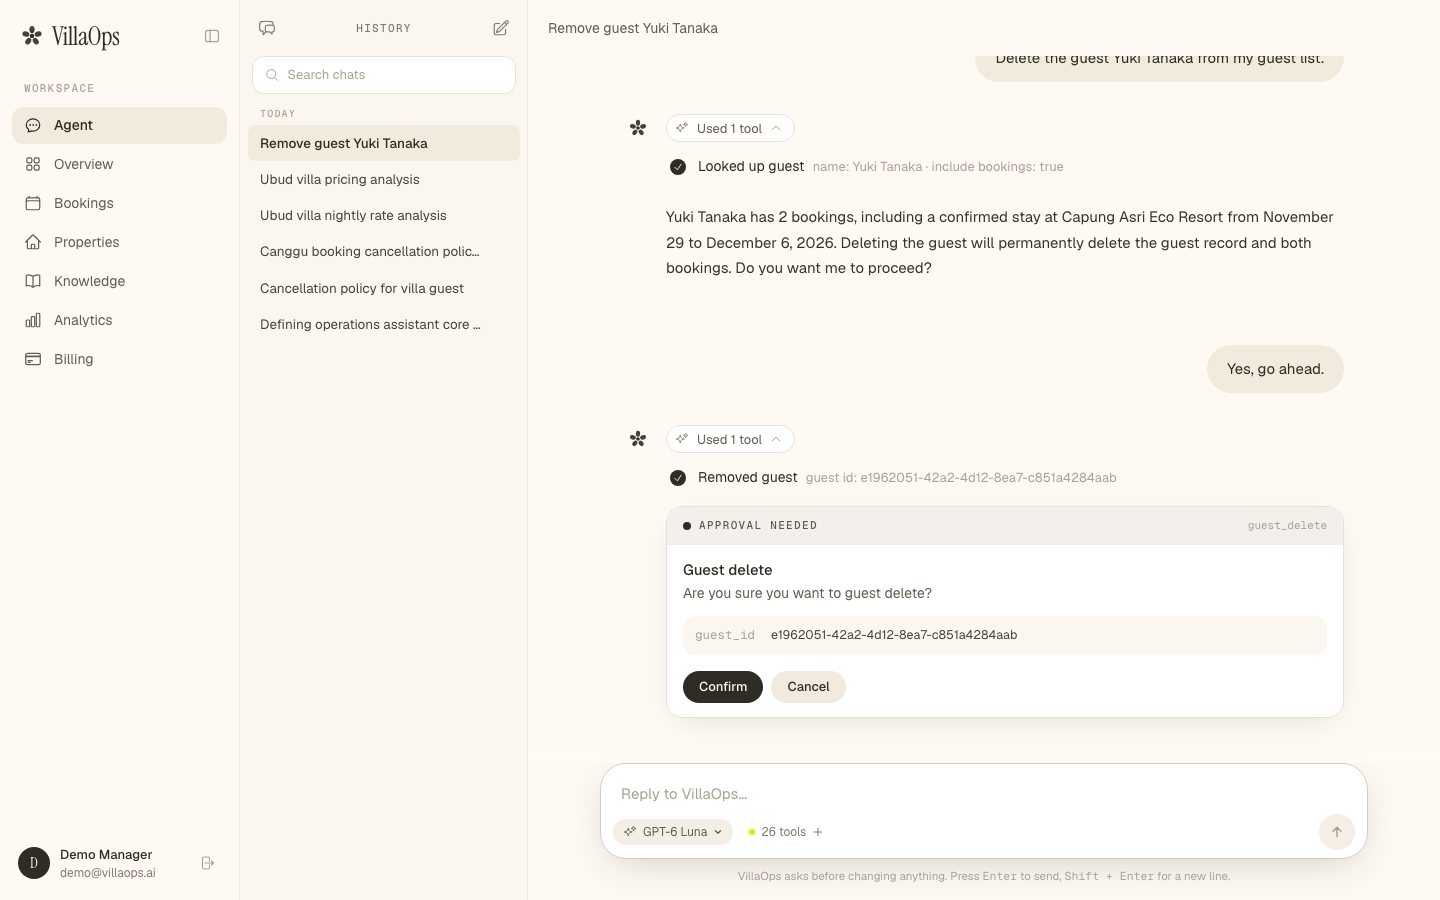 VillaOps
WORKSPACE
Agent
Overview
Bookings
Properties
Knowledge
Analytics
Billing
Demo Manager
demo@villaops.ai
HISTORY
Search chats
TODAY
Remove guest Yuki Tanaka
Ubud villa pricing analysis
Ubud villa nightly rate analysis
Canggu booking cancellation polic...
Cancellation policy for villa guest
Defining operations assistant core ...
Remove guest Yuki Tanaka
Delete the guest Yuki Tanaka from my guest list.
Used 1 tool
Looked up guest name: Yuki Tanaka · include bookings: true
Yuki Tanaka has 2 bookings, including a confirmed stay at Capung Asri Eco Resort from November
29 to December 6, 2026. Deleting the guest will permanently delete the guest record and both
bookings. Do you want me to proceed?
Yes, go ahead.
Used 1 tool
Removed guest guest id: e1962051-42a2-4d12-8ea7-c851a4284aab
APPROVAL NEEDED guest_delete
Guest delete
Are you sure you want to guest delete?
guest_id e1962051-42a2-4d12-8ea7-c851a4284aab
Confirm Cancel
Reply to VillaOps...
GPT-6 Luna 26 tools
VillaOps asks before changing anything. Press Enter to send, Shift + Enter for a new line.
D